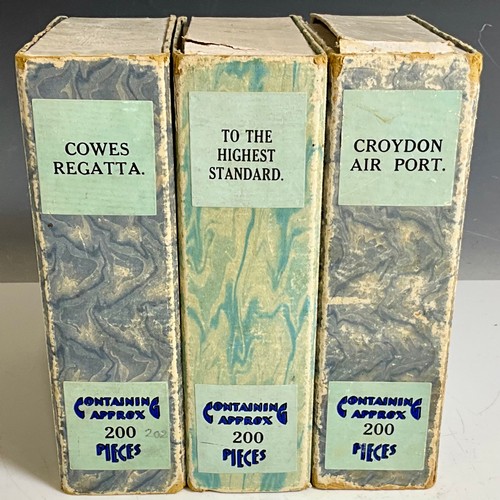 COWES
REGATTA.
CONTAINING
APPROX
200 202
PIECES
TO THE
HIGHEST
STANDARD.
CONTAINING
APPROX
200
PIECES
CROYDON
AIR PORT.
CONTAINING
APPROX
200
PIECES